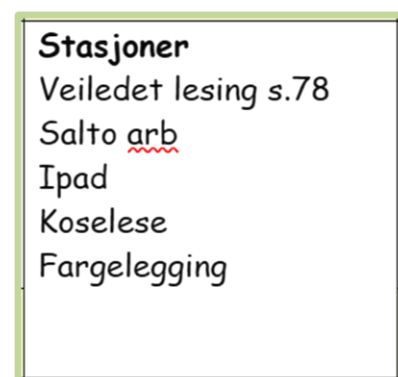 Stasjoner
Veiledet lesing s.78
Salto arb
Ipad
Koselese
Fargelegging